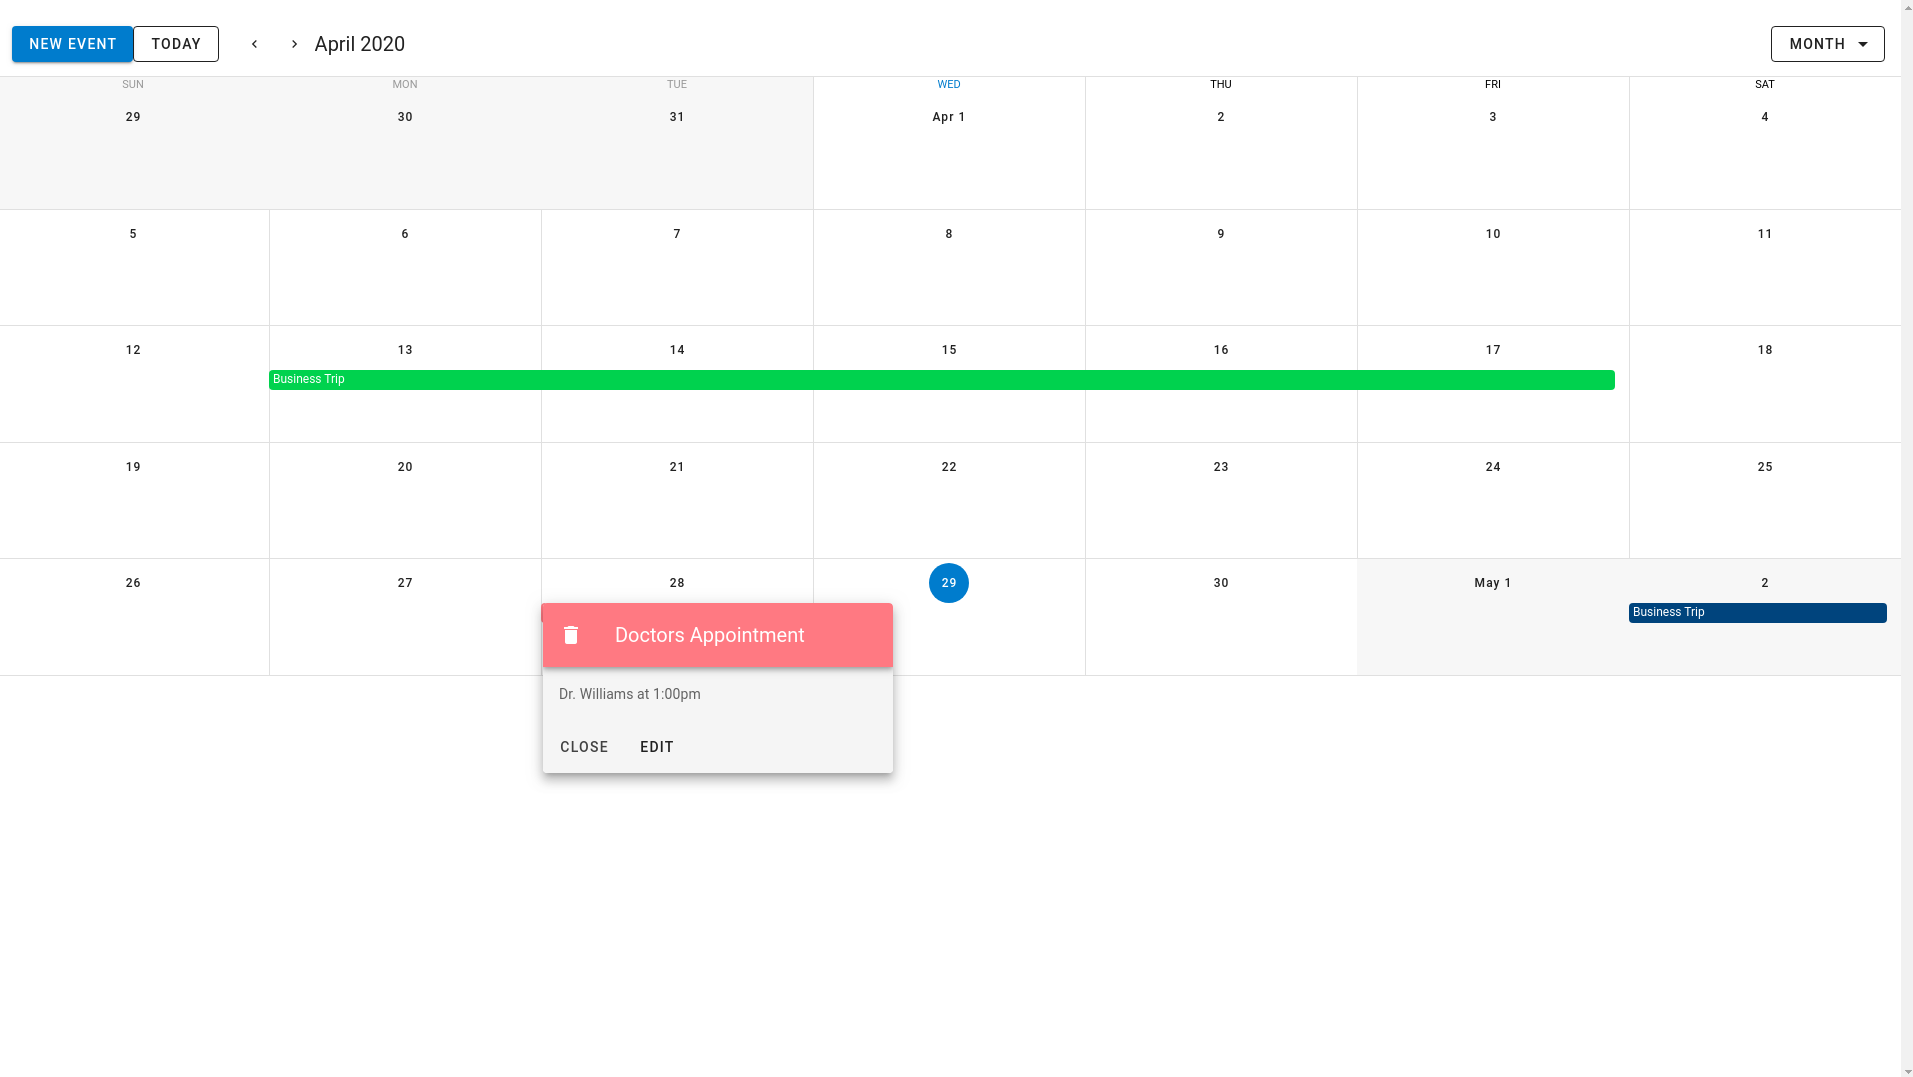 NEW EVENT TODAY April 2020 MONTH
SUN MON TUE WED THU FRI SAT
29 30 31 Apr 1 2 3 4
5 6 7 8 9 10 11
12 13 14 15 16 17 18
Business Trip
19 20 21 22 23 24 25
26 27 28 29 30 May 1 2
Business Trip
Doctors Appointment
Dr. Williams at 1:00pm
CLOSE EDIT